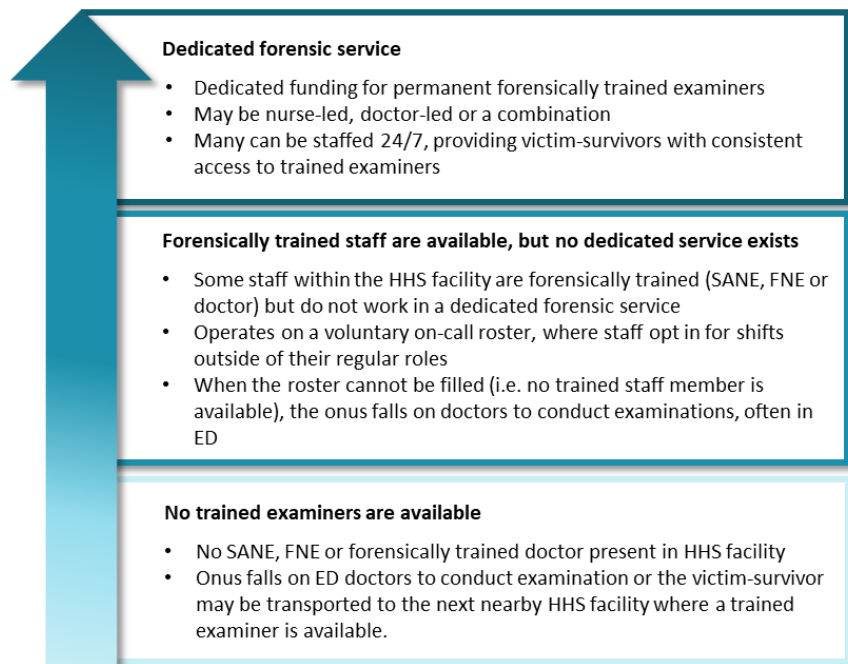 Dedicated forensic service
• Dedicated funding for permanent forensically trained examiners
• May be nurse-led, doctor-led or a combination
• Many can be staffed 24/7, providing victim-survivors with consistent
access to trained examiners
Forensically trained staff are available, but no dedicated service exists
• Some staff within the HHS facility are forensically trained (SANE, FNE or
doctor) but do not work in a dedicated forensic service
• Operates on a voluntary on-call roster, where staff opt in for shifts
outside of their regular roles
• When the roster cannot be filled (i.e. no trained staff member is
available), the onus falls on doctors to conduct examinations, often in
ED
No trained examiners are available
• No SANE, FNE or forensically trained doctor present in HHS facility
• Onus falls on ED doctors to conduct examination or the victim-survivor
may be transported to the next nearby HHS facility where a trained
examiner is available.